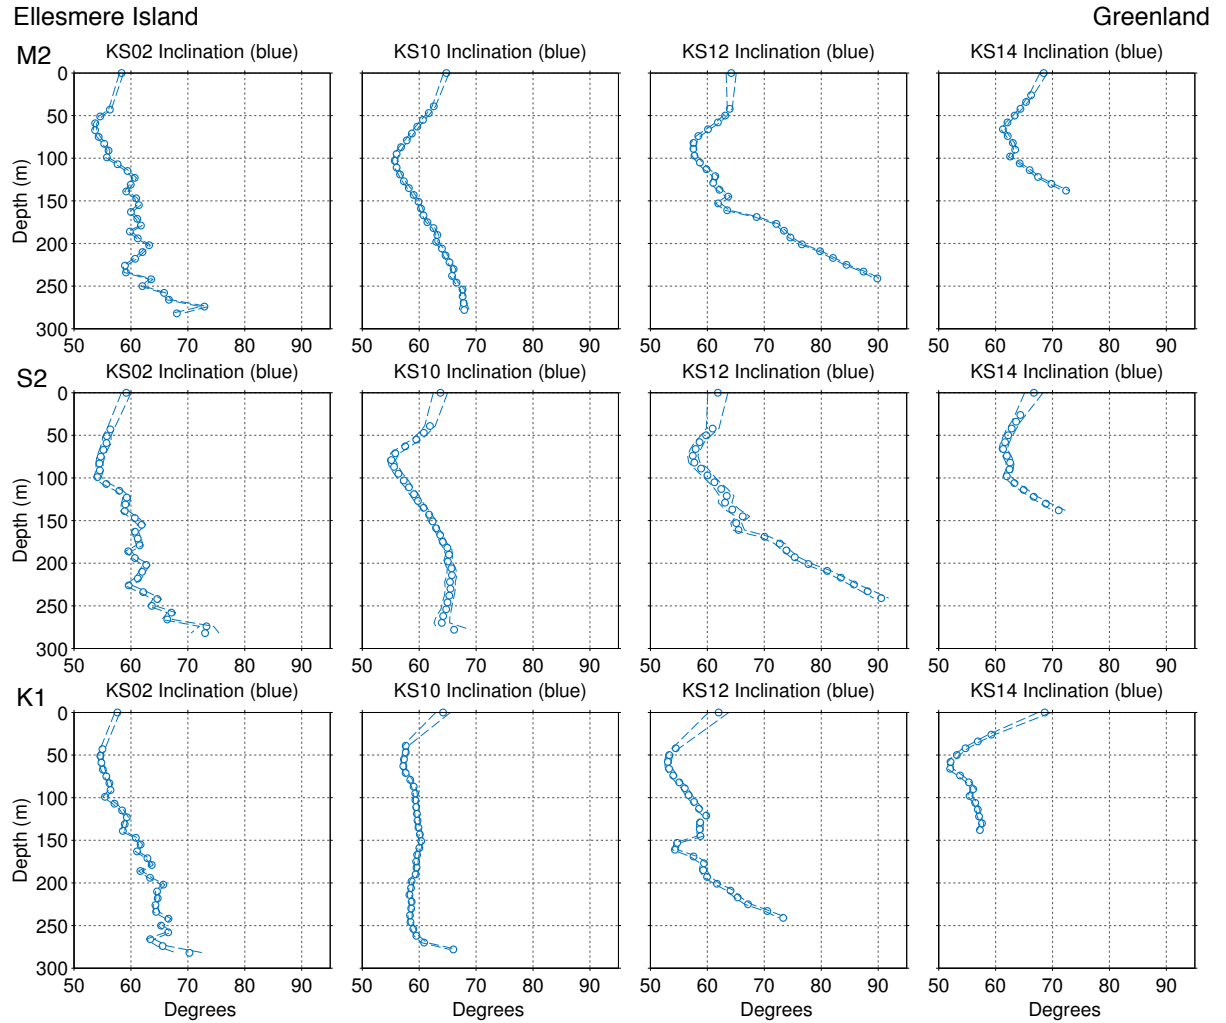 Ellesmere Island Greenland
M2 KS02 Inclination (blue) KS10 Inclination (blue) KS12 Inclination (blue) KS14 Inclination (blue)
0
50
100
150
200
250
300
Depth (m)
50 60 70 80 90 50 60 70 80 90 50 60 70 80 90 50 60 70 80 90
S2 KS02 Inclination (blue) KS10 Inclination (blue) KS12 Inclination (blue) KS14 Inclination (blue)
0
50
100
150
200
250
300
Depth (m)
50 60 70 80 90 50 60 70 80 90 50 60 70 80 90 50 60 70 80 90
K1 KS02 Inclination (blue) KS10 Inclination (blue) KS12 Inclination (blue) KS14 Inclination (blue)
0
50
100
150
200
250
300
Depth (m)
50 60 70 80 90 50 60 70 80 90 50 60 70 80 90 50 60 70 80 90
Degrees Degrees Degrees Degrees